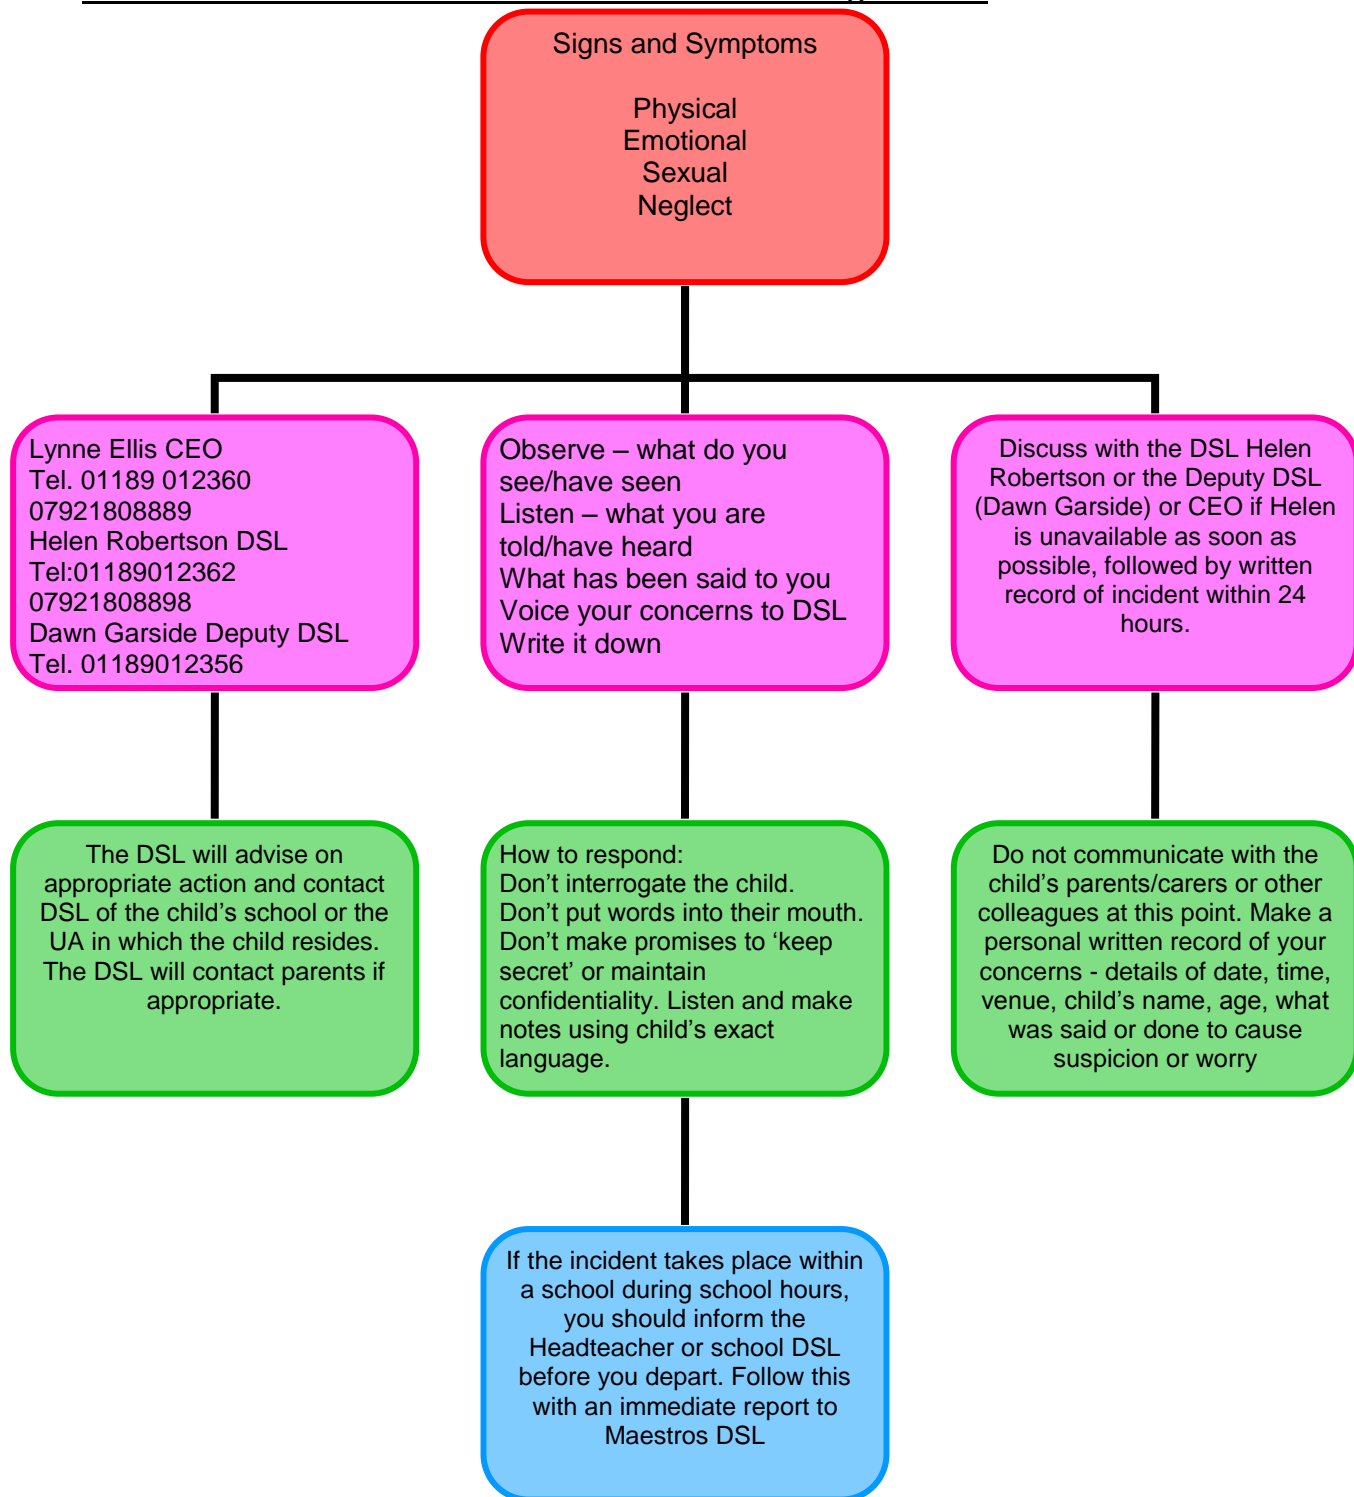 Signs and Symptoms
Physical
Emotional
Sexual
Neglect
Lynne Ellis CEO
Tel. 01189 012360
07921808889
Helen Robertson DSL
Tel:01189012362
07921808898
Dawn Garside Deputy DSL
Tel. 01189012356
Observe – what do you
see/have seen
Listen – what you are
told/have heard
What has been said to you
Voice your concerns to DSL
Write it down
Discuss with the DSL Helen
Robertson or the Deputy DSL
(Dawn Garside) or CEO if Helen
is unavailable as soon as
possible, followed by written
record of incident within 24
hours.
The DSL will advise on
appropriate action and contact
DSL of the child’s school or the
UA in which the child resides.
The DSL will contact parents if
appropriate.
How to respond:
Don’t interrogate the child.
Don’t put words into their mouth.
Don’t make promises to ‘keep
secret’ or maintain
confidentiality. Listen and make
notes using child’s exact
language.
Do not communicate with the
child’s parents/carers or other
colleagues at this point. Make a
personal written record of your
concerns - details of date, time,
venue, child’s name, age, what
was said or done to cause
suspicion or worry
If the incident takes place within
a school during school hours,
you should inform the
Headteacher or school DSL
before you depart. Follow this
with an immediate report to
Maestros DSL